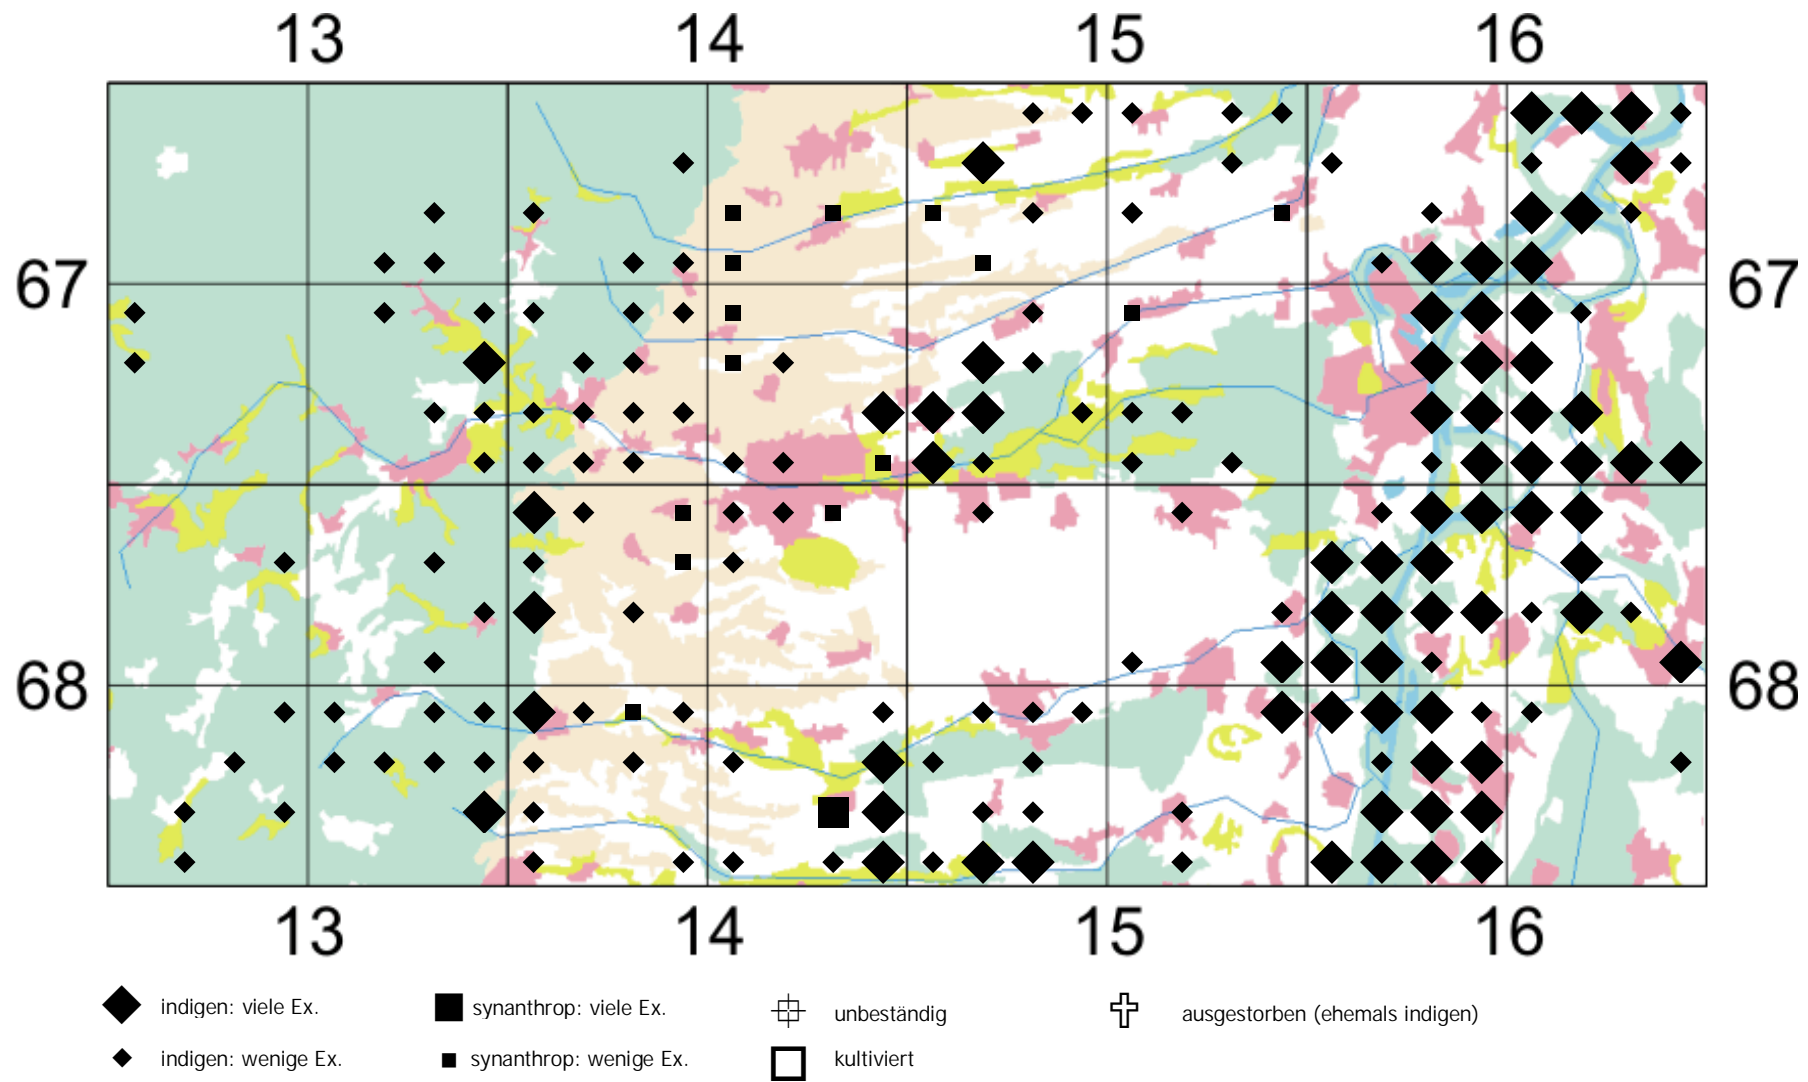 13 14 15 16
67 67
68 68
13 14 15 16
indigen: viele Ex. synanthrop: viele Ex. unbeständig ausgestorben (ehemals indigen)
indigen: wenige Ex. synanthrop: wenige Ex. kultiviert